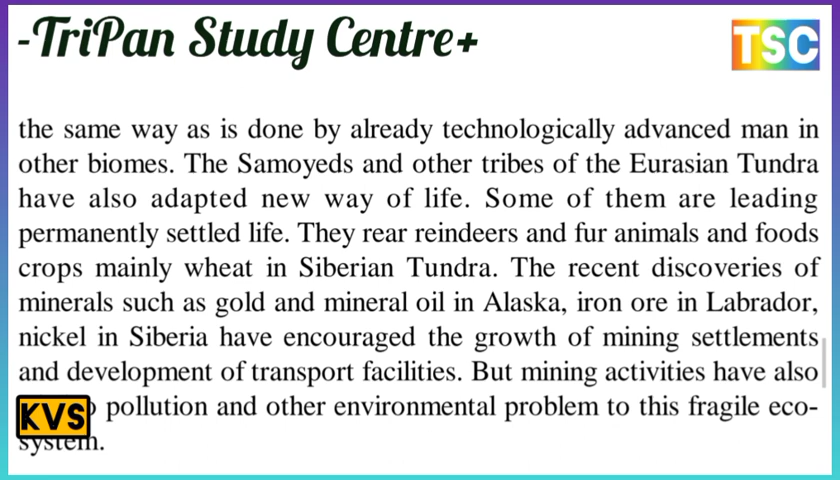 -TriPan Study Centre+
TSC
the same way as is done by already technologically advanced man in
other biomes. The Samoyeds and other tribes of the Eurasian Tundra
have also adapted new way of life. Some of them are leading
permanently settled life. They rear reindeers and fur animals and foods
crops mainly wheat in Siberian Tundra. The recent discoveries of
minerals such as gold and mineral oil in Alaska, iron ore in Labrador,
nickel in Siberia have encouraged the growth of mining settlements
and development of transport facilities. But mining activities have also
KVS pollution and other environmental problem to this fragile eco-
system.